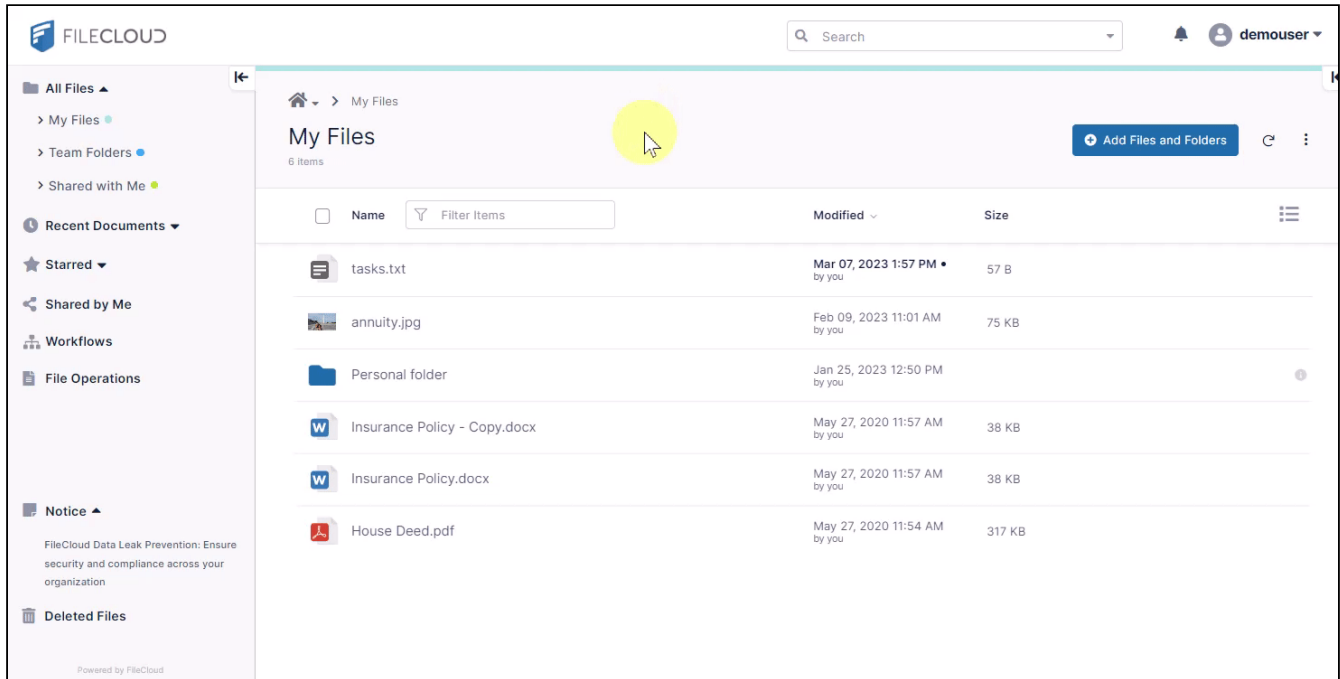 FILECLOUD
Search
demouser
All Files
My Files
Team Folders
Shared with Me
Recent Documents
Starred
Shared by Me
Workflows
File Operations
Notice
FileCloud Data Leak Prevention: Ensure
security and compliance across your
organization
Deleted Files
Powered by FileCloud
My Files
My Files
6 items
Add Files and Folders
Name Filter Items Modified Size
tasks.txt Mar 07, 2023 1:57 PM • 57 B
by you
annuity.jpg Feb 09, 2023 11:01 AM 75 KB
by you
Personal folder Jan 25, 2023 12:50 PM
by you
Insurance Policy - Copy.docx May 27, 2020 11:57 AM 38 KB
by you
Insurance Policy.docx May 27, 2020 11:57 AM 38 KB
by you
House Deed.pdf May 27, 2020 11:54 AM 317 KB
by you